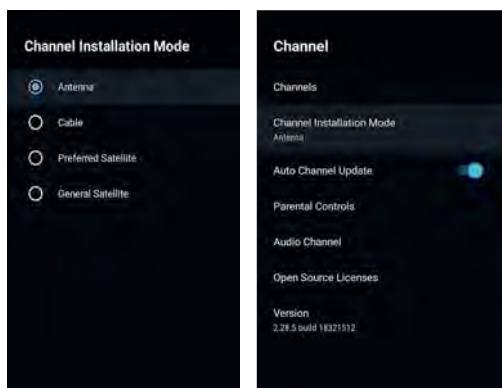 Channel Installation Mode
Antenna
Cable
Preferred Satellite
General Satellite
Channel
Channels
Channel Installation Mode
Antenna
Auto Channel Update
Parental Controls
Audio Channel
Open Source Licenses
Version
2.28.5 build 18321512